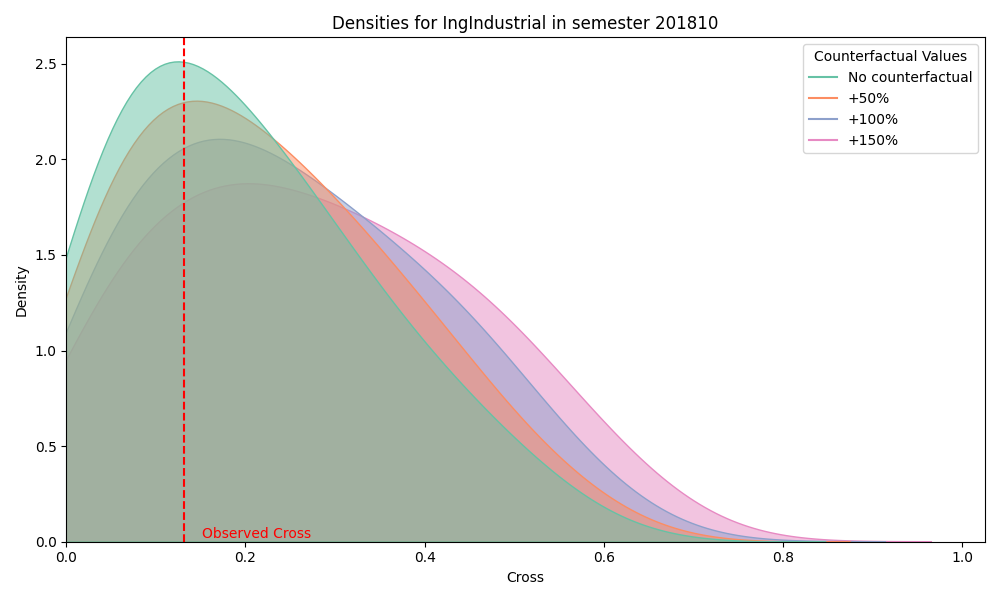 Densities for IngIndustrial in semester 201810
Counterfactual Values
No counterfactual
+50%
+100%
+150%
Density
2.5
2.0
1.5
1.0
0.5
0.0
Observed Cross
0.0 0.2 0.4 0.6 0.8 1.0
Cross